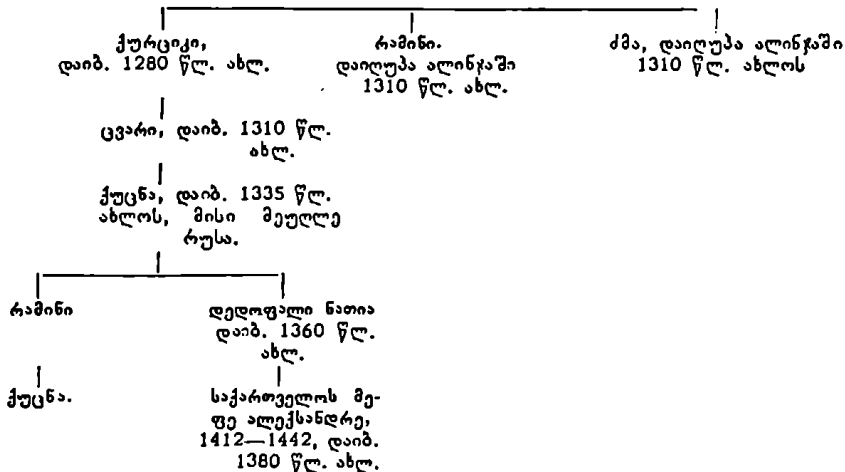 ქურციკი,
დაიბ. 1280 წლ. ახლ.
რამინი.
დაიღუპა ალინჯაში
1310 წლ. ახლ.
ძმა, დაიღუპა ალინჯაში
1310 წლ. ახლოს
ცვარი, დაიბ. 1310 წლ.
ახლ.
ქუცნა, დაიბ. 1335 წლ.
ახლოს, მისი მეუღლე
რუსა.
რამინი
დედოფალი ნათია
დაიბ. 1360 წლ.
ახლ.
ქუცნა.
საქართველოს მე-
ფე ალექსანდრე,
1412—1442, დაიბ.
1380 წლ. ახლ.